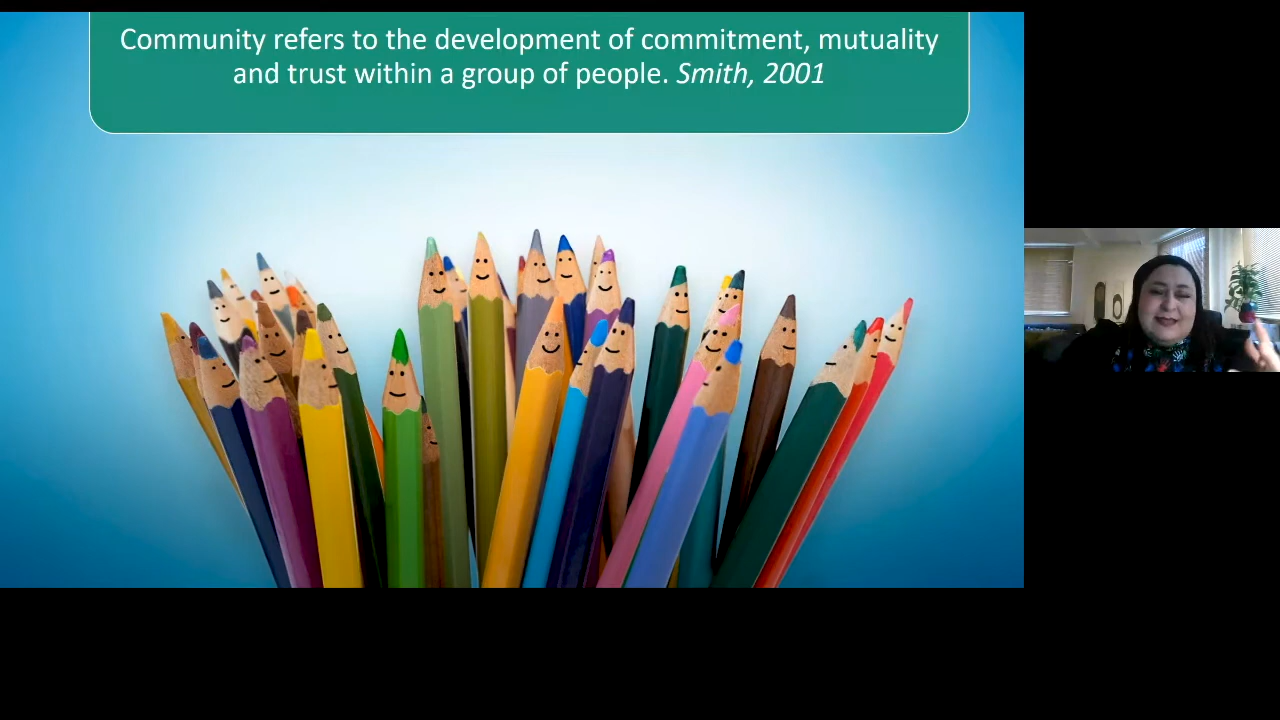 Community refers to the development of commitment, mutuality
and trust within a group of people. Smith, 2001